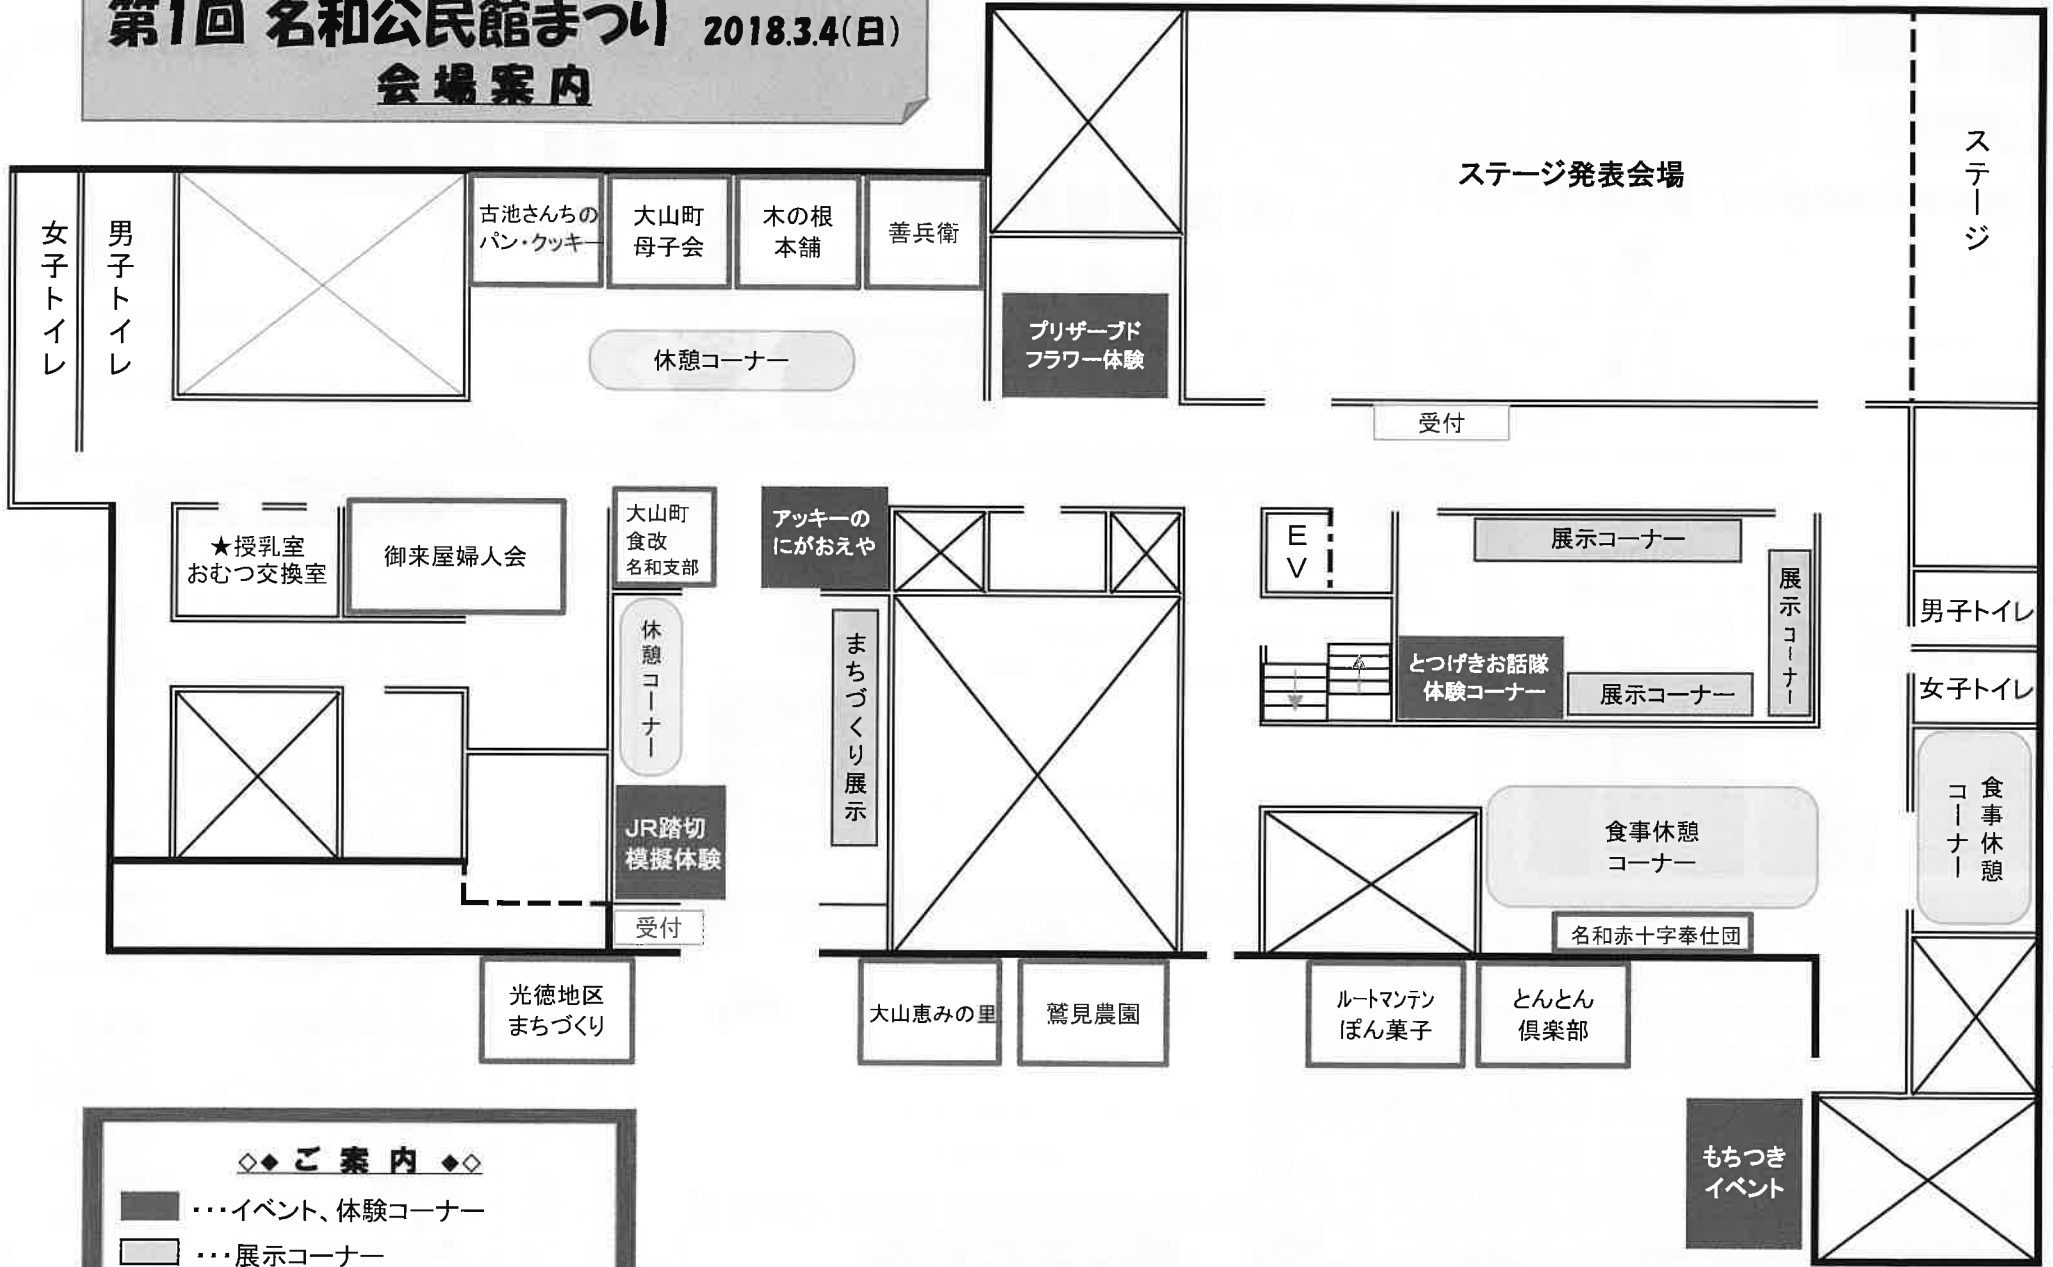 第1回 名和公民館まつり 2018.3.4(日)
会場案内
ステージ発表会場
ステージ
女子トイレ
男子トイレ
古池さんちの
パン・クッキー
大山町
母子会
木の根
本舗
善兵衛
休憩コーナー
プリザーブド
フラワー体験
受付
★授乳室
おむつ交換室
御来屋婦人会
大山町
食改
名和支部
アッキーの
にがおえや
EV
展示コーナー
展示コーナー
男子トイレ
休憩コーナー
まちづくり展示
とつげきお話隊
体験コーナー
展示コーナー
女子トイレ
JR踏切
模擬体験
食事休憩
コーナー
食事休憩
コーナー
受付
名和赤十字奉仕団
光徳地区
まちづくり
大山恵みの里
鷲見農園
ルートマンテン
ぽん菓子
とんとん
倶楽部
もちつき
イベント
◇◆ ご 案 内 ◆◇
・・・イベント、体験コーナー
・・・展示コーナー